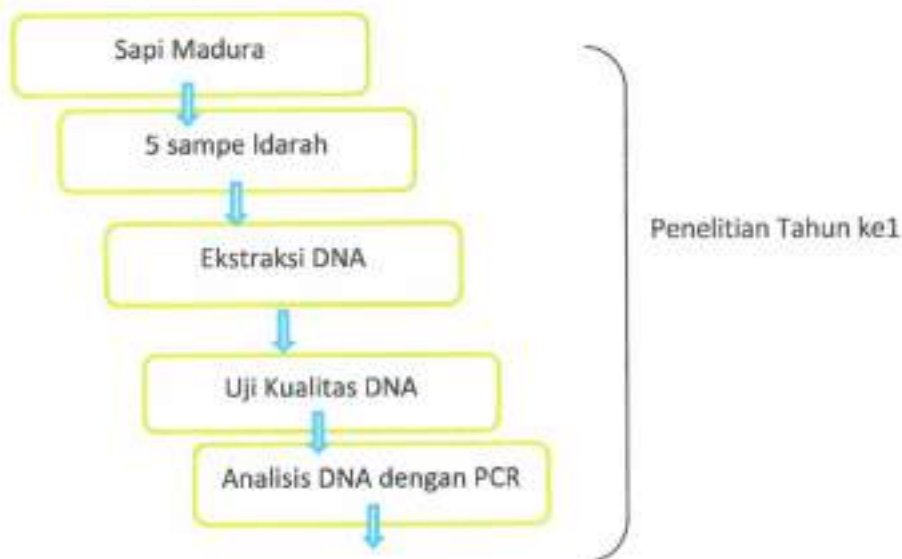 Sapi Madura
5 sampe ldarah
Ekstraksi DNA
Penelitian Tahun ke1
Uji Kualitas DNA
Analisis DNA dengan PCR